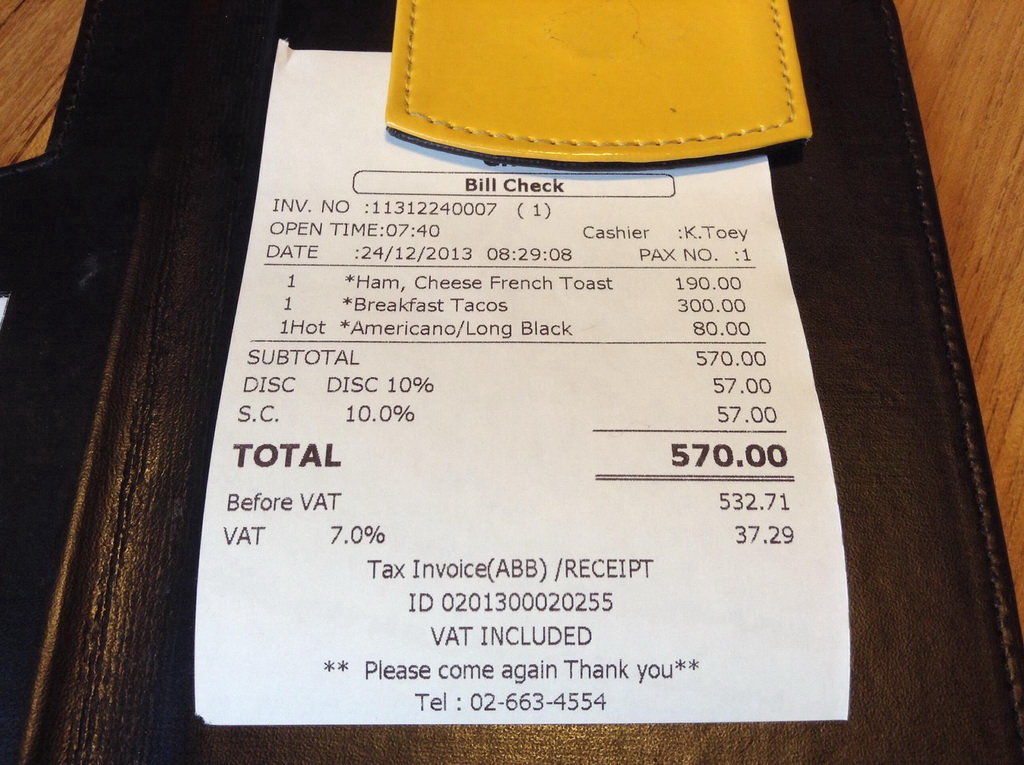 Bill Check
INV. NO :11312240007 ( 1)
OPEN TIME:07:40 Cashier :K.Toey
DATE :24/12/2013 08:29:08 PAX NO. :1
1 *Ham, Cheese French Toast 190.00
1 *Breakfast Tacos 300.00
1Hot *Americano/Long Black 80.00
SUBTOTAL 570.00
DISC DISC 10% 57.00
S.C. 10.0% 57.00
TOTAL 570.00
Before VAT 532.71
VAT 7.0% 37.29
Tax Invoice(ABB) /RECEIPT
ID 0201300020255
VAT INCLUDED
** Please come again Thank you**
Tel : 02-663-4554